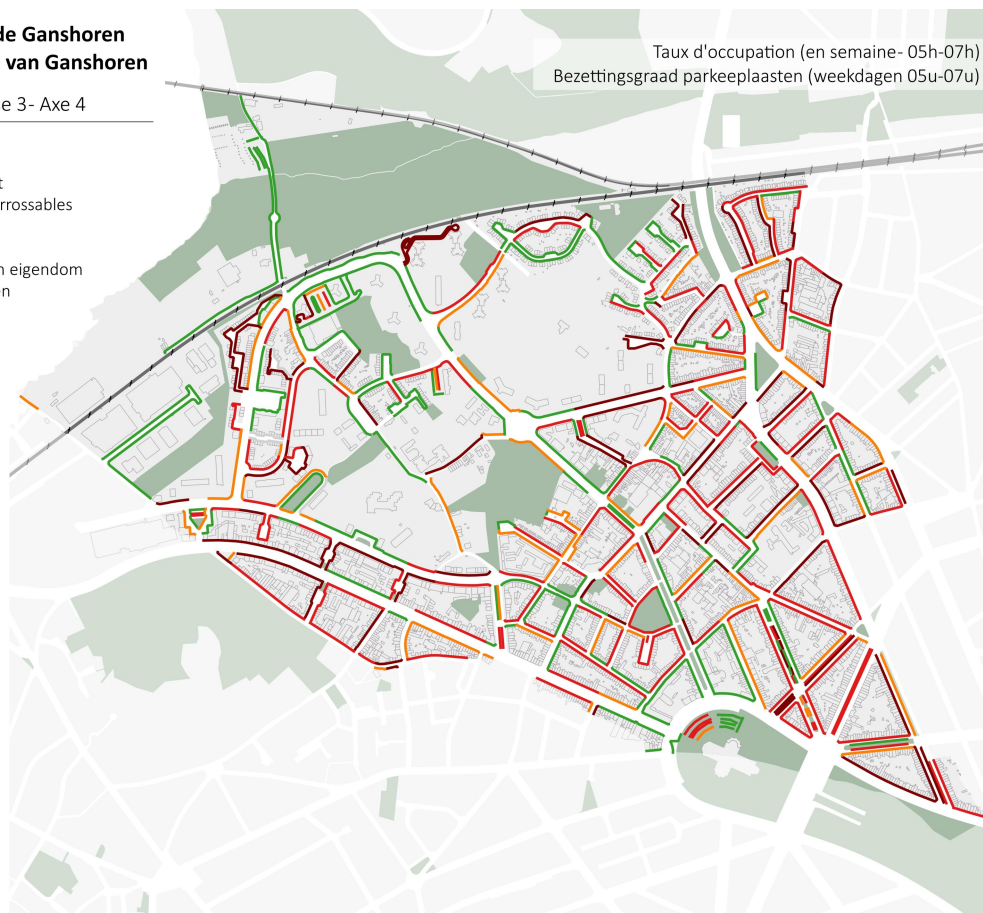 de Ganshoren
van Ganshoren
e 3- Axe 4
t
rrossables
n eigendom
en
Taux d'occupation (en semaine- 05h-07h)
Bezettingsgraad parkeeplaasten (weekdagen 05u-07u)